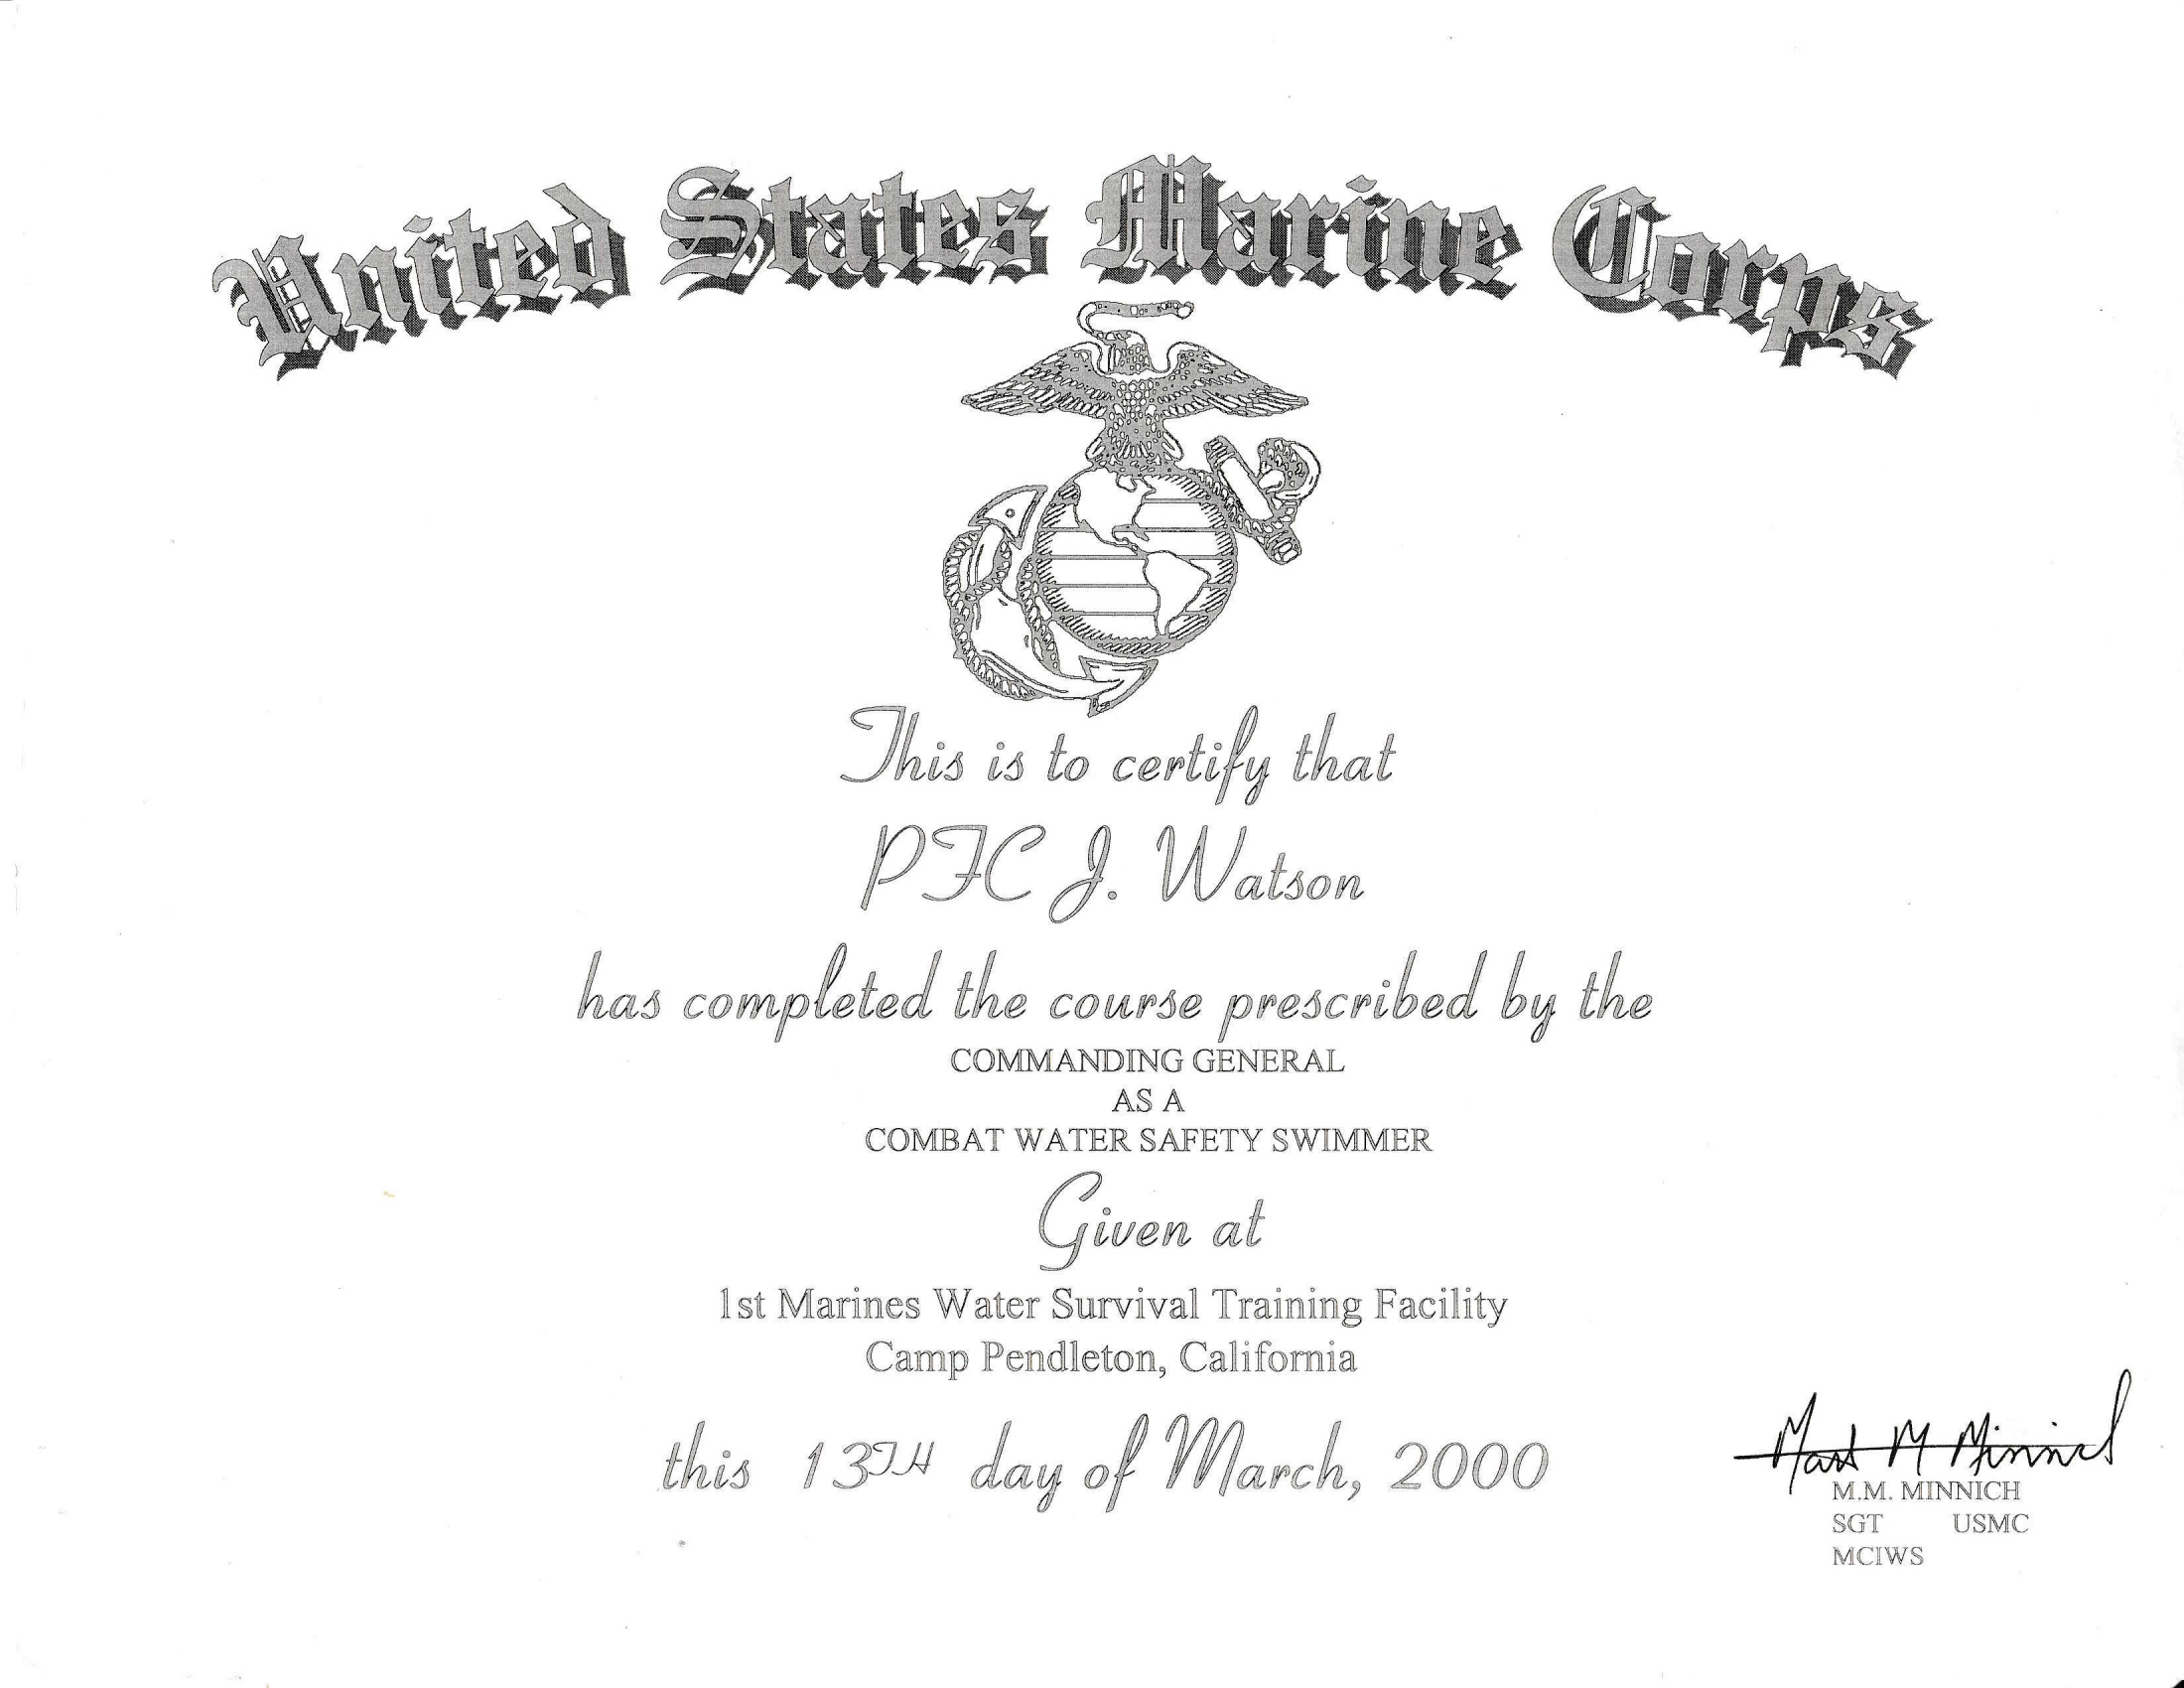 United States Marine Corps
This is to certify that
PFC J. Watson
has completed the course prescribed by the
COMMANDING GENERAL
AS A
COMBAT WATER SAFETY SWIMMER
Given at
1st Marines Water Survival Training Facility
Camp Pendleton, California
this 13TH day of March, 2000
Mark M Minnich
M.M. MINNICH
SGT USMC
MCIWS